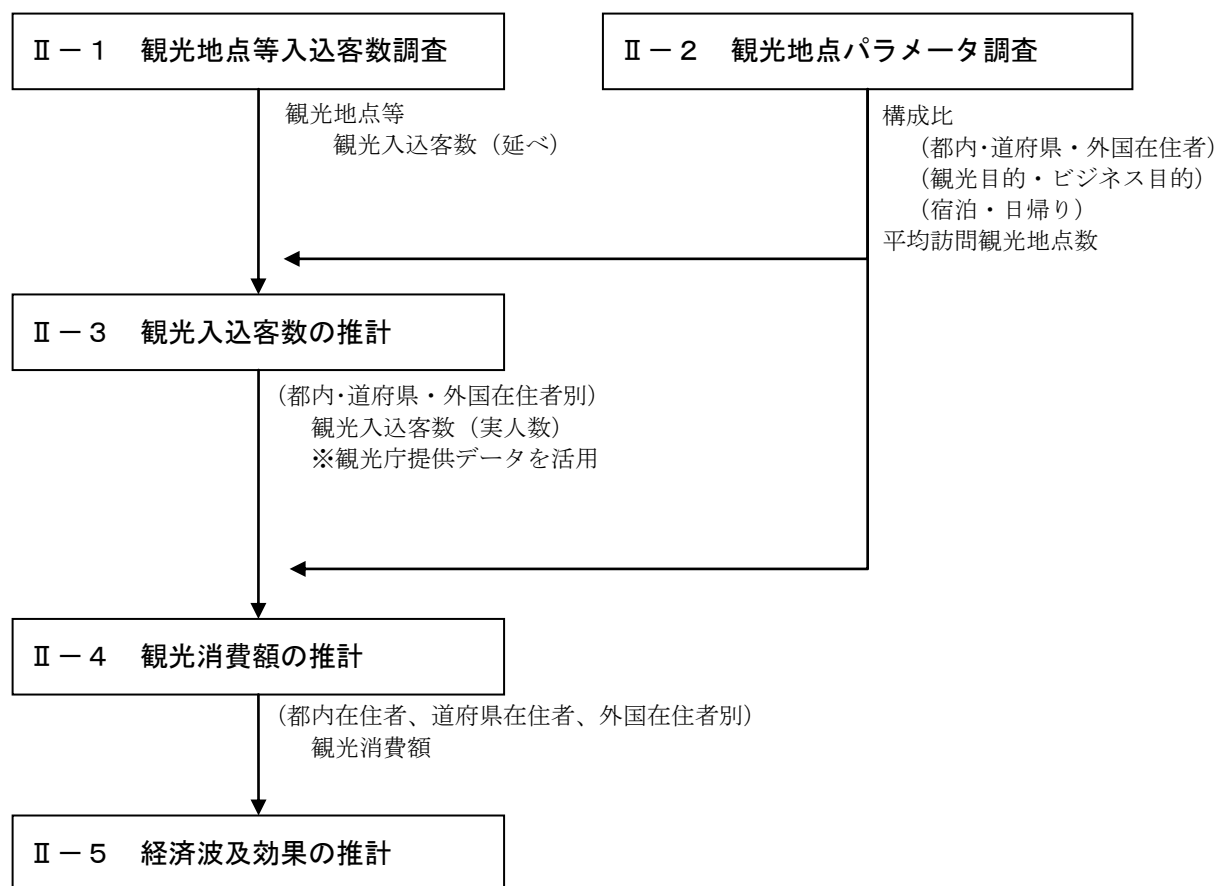 Ⅱ－１　観光地点等入込客数調査
Ⅱ－２　観光地点パラメータ調査
観光地点等
観光入込客数（延べ）
構成比
（都内･道府県・外国在住者）
（観光目的・ビジネス目的）
（宿泊・日帰り）
平均訪問観光地点数
Ⅱ－３　観光入込客数の推計
（都内･道府県・外国在住者別）
観光入込客数（実人数）
※観光庁提供データを活用
Ⅱ－４　観光消費額の推計
（都内在住者、道府県在住者、外国在住者別）
観光消費額
Ⅱ－５　経済波及効果の推計